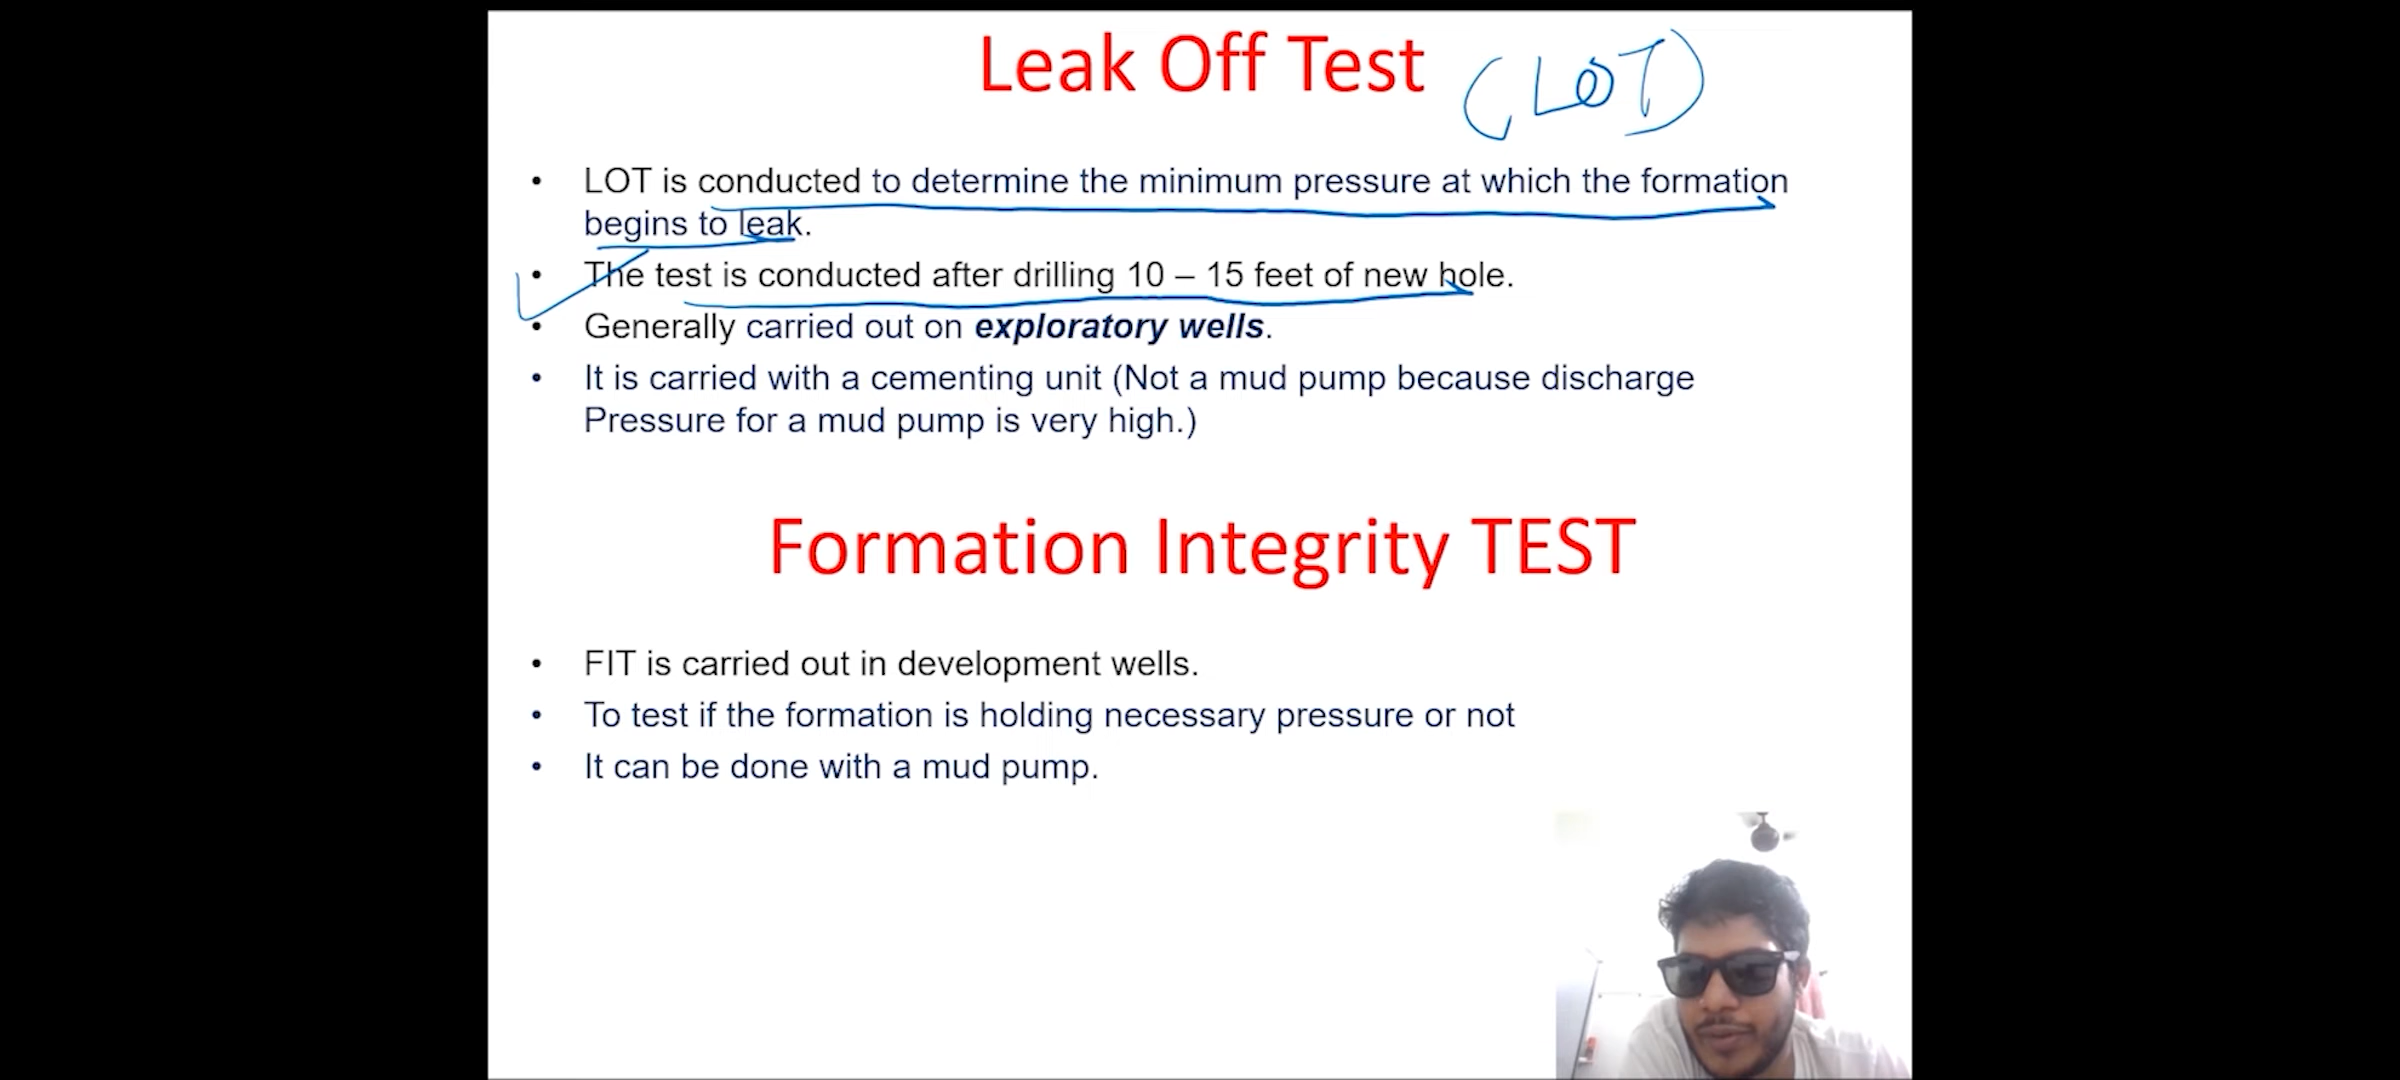 Leak Off Test (LOT)
• LOT is conducted to determine the minimum pressure at which the formation
begins to leak.
• The test is conducted after drilling 10 – 15 feet of new hole.
• Generally carried out on exploratory wells.
• It is carried with a cementing unit (Not a mud pump because discharge
Pressure for a mud pump is very high.)
Formation Integrity TEST
• FIT is carried out in development wells.
• To test if the formation is holding necessary pressure or not
• It can be done with a mud pump.